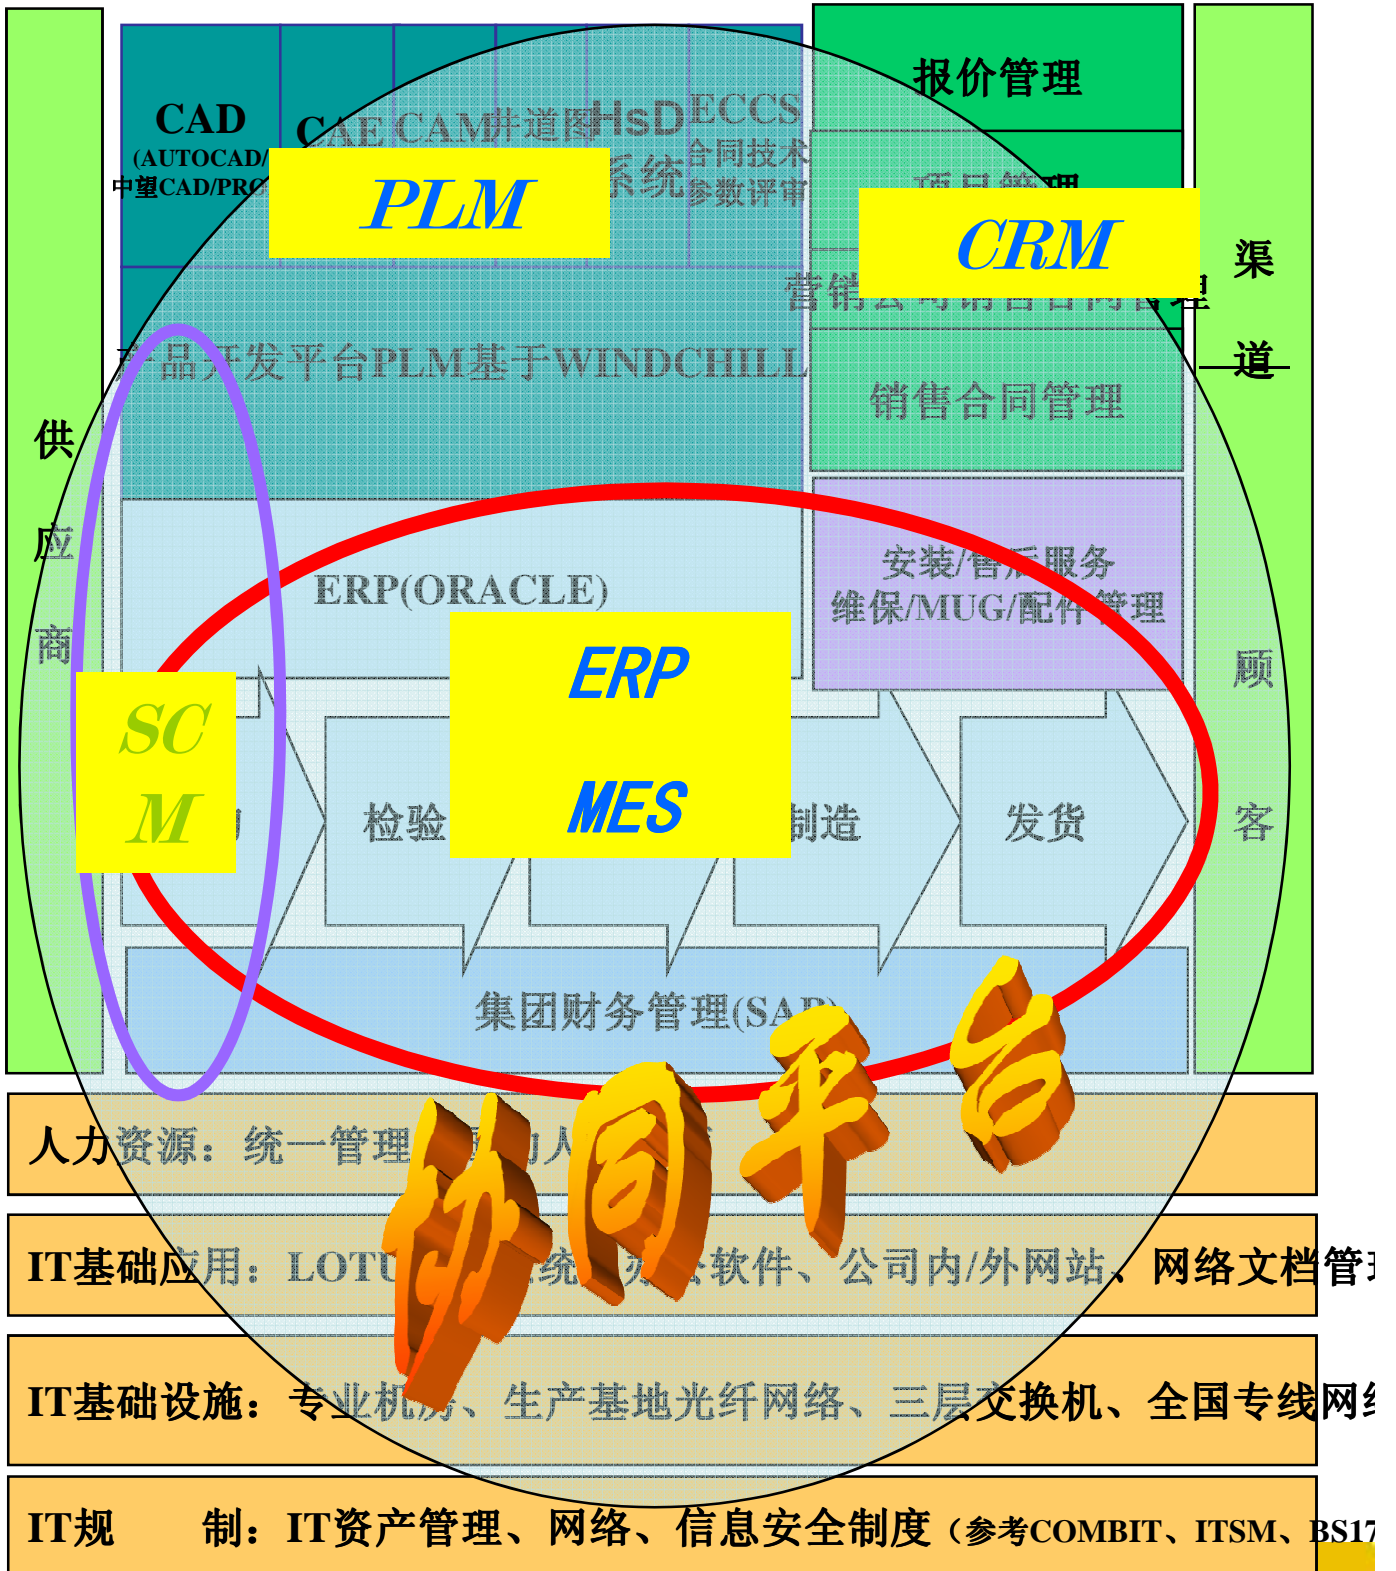 报价管理
CAD
(AUTOCAD/
中望CAD/PRO
CAE
CAM
井道图
HsD
系统
ECCS
合同技术
参数评审
PLM
项目管理
CRM
营销公司销售合同管理
产品开发平台PLM基于WINDCHILL
销售合同管理
渠
道
供
应
商
安装/售后服务
维保/MUG/配件管理
ERP(ORACLE)
ERP
MES
SC
M
检验
制造
发货
顾
客
集团财务管理(SAP)
协同平台
人力资源：统一管理
IT基础应用：LOTU 统、办公软件、公司内/外网站、网络文档管理
IT基础设施：专业机房、生产基地光纤网络、三层交换机、全国专线网络
IT规 制：IT资产管理、网络、信息安全制度（参考COMBIT、ITSM、BS17